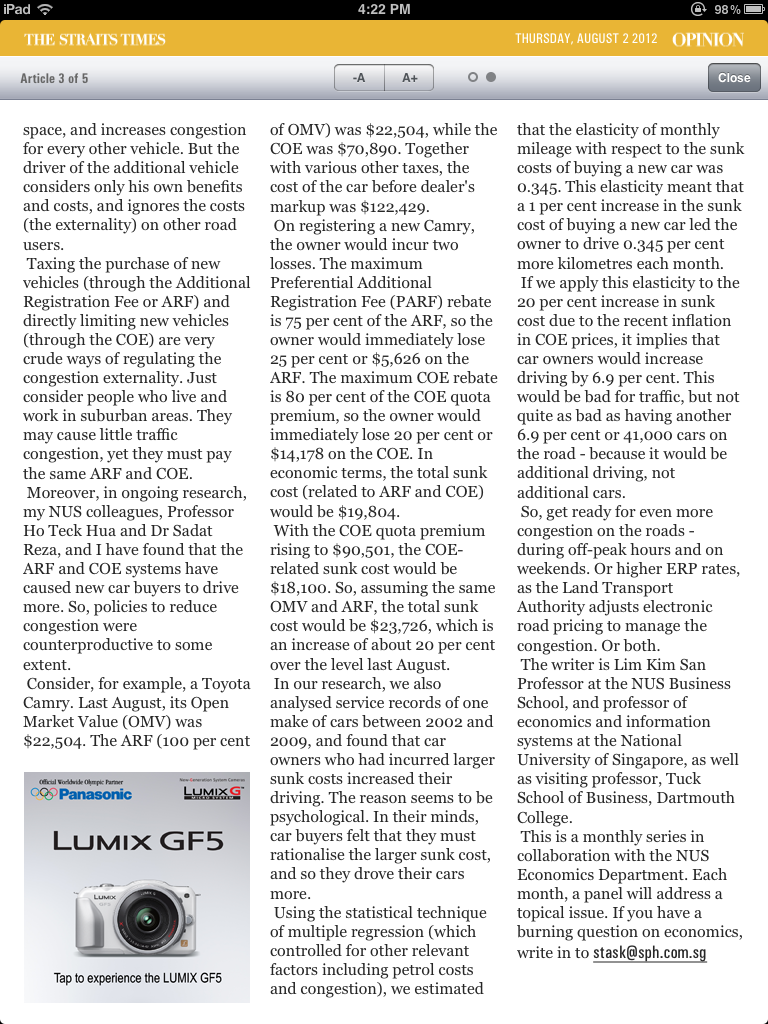 iPad
4:22 PM
98%
THE STRAITS TIMES
THURSDAY, AUGUST 2 2012
OPINION
Article 3 of 5
-A
A+
Close
space, and increases congestion
for every other vehicle. But the
driver of the additional vehicle
considers only his own benefits
and costs, and ignores the costs
(the externality) on other road
users.
Taxing the purchase of new
vehicles (through the Additional
Registration Fee or ARF) and
directly limiting new vehicles
(through the COE) are very
crude ways of regulating the
congestion externality. Just
consider people who live and
work in suburban areas. They
may cause little traffic
congestion, yet they must pay
the same ARF and COE.
Moreover, in ongoing research,
my NUS colleagues, Professor
Ho Teck Hua and Dr Sadat
Reza, and I have found that the
ARF and COE systems have
caused new car buyers to drive
more. So, policies to reduce
congestion were
counterproductive to some
extent.
Consider, for example, a Toyota
Camry. Last August, its Open
Market Value (OMV) was
$22,504. The ARF (100 per cent
Official Worldwide Olympic Partner
Panasonic
New-Generation System Cameras
LUMIX G
MICRO SYSTEM
LUMIX GF5
LUMIX
Tap to experience the LUMIX GF5
of OMV) was $22,504, while the
COE was $70,890. Together
with various other taxes, the
cost of the car before dealer's
markup was $122,429.
On registering a new Camry,
the owner would incur two
losses. The maximum
Preferential Additional
Registration Fee (PARF) rebate
is 75 per cent of the ARF, so the
owner would immediately lose
25 per cent or $5,626 on the
ARF. The maximum COE rebate
is 80 per cent of the COE quota
premium, so the owner would
immediately lose 20 per cent or
$14,178 on the COE. In
economic terms, the total sunk
cost (related to ARF and COE)
would be $19,804.
With the COE quota premium
rising to $90,501, the COE-
related sunk cost would be
$18,100. So, assuming the same
OMV and ARF, the total sunk
cost would be $23,726, which is
an increase of about 20 per cent
over the level last August.
In our research, we also
analysed service records of one
make of cars between 2002 and
2009, and found that car
owners who had incurred larger
sunk costs increased their
driving. The reason seems to be
psychological. In their minds,
car buyers felt that they must
rationalise the larger sunk cost,
and so they drove their cars
more.
Using the statistical technique
of multiple regression (which
controlled for other relevant
factors including petrol costs
and congestion), we estimated
that the elasticity of monthly
mileage with respect to the sunk
costs of buying a new car was
0.345. This elasticity meant that
a 1 per cent increase in the sunk
cost of buying a new car led the
owner to drive 0.345 per cent
more kilometres each month.
If we apply this elasticity to the
20 per cent increase in sunk
cost due to the recent inflation
in COE prices, it implies that
car owners would increase
driving by 6.9 per cent. This
would be bad for traffic, but not
quite as bad as having another
6.9 per cent or 41,000 cars on
the road - because it would be
additional driving, not
additional cars.
So, get ready for even more
congestion on the roads -
during off-peak hours and on
weekends. Or higher ERP rates,
as the Land Transport
Authority adjusts electronic
road pricing to manage the
congestion. Or both.
The writer is Lim Kim San
Professor at the NUS Business
School, and professor of
economics and information
systems at the National
University of Singapore, as well
as visiting professor, Tuck
School of Business, Dartmouth
College.
This is a monthly series in
collaboration with the NUS
Economics Department. Each
month, a panel will address a
topical issue. If you have a
burning question on economics,
write in to stask@sph.com.sg